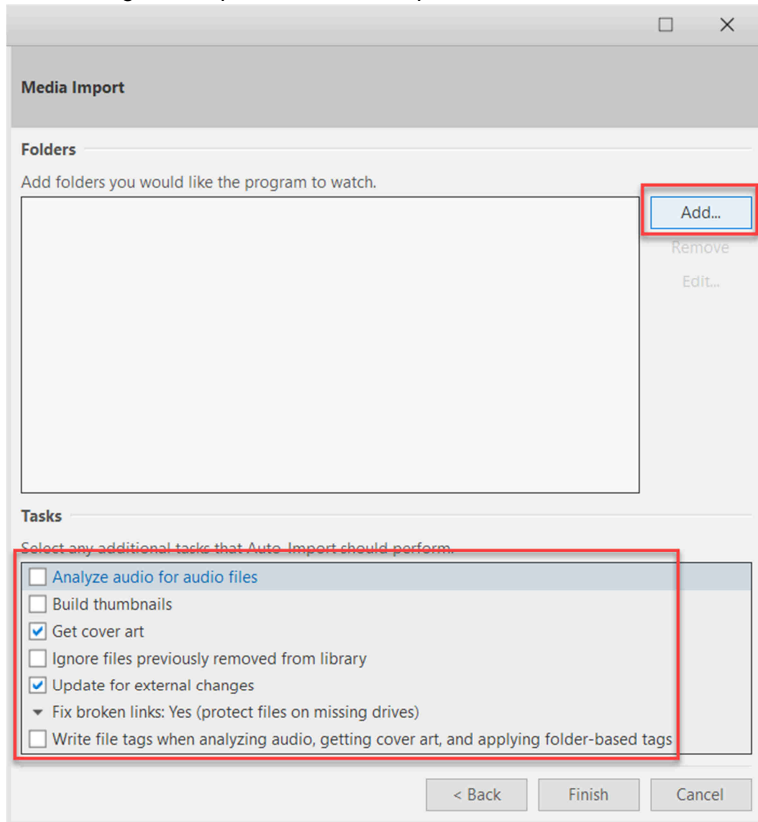 Media Import
Folders
Add folders you would like the program to watch.
Add...
Remove
Edit...
Tasks
Select any additional tasks that Auto-Import should perform.
Analyze audio for audio files
Build thumbnails
Get cover art
Ignore files previously removed from library
Update for external changes
Fix broken links: Yes (protect files on missing drives)
Write file tags when analyzing audio, getting cover art, and applying folder-based tags
< Back
Finish
Cancel